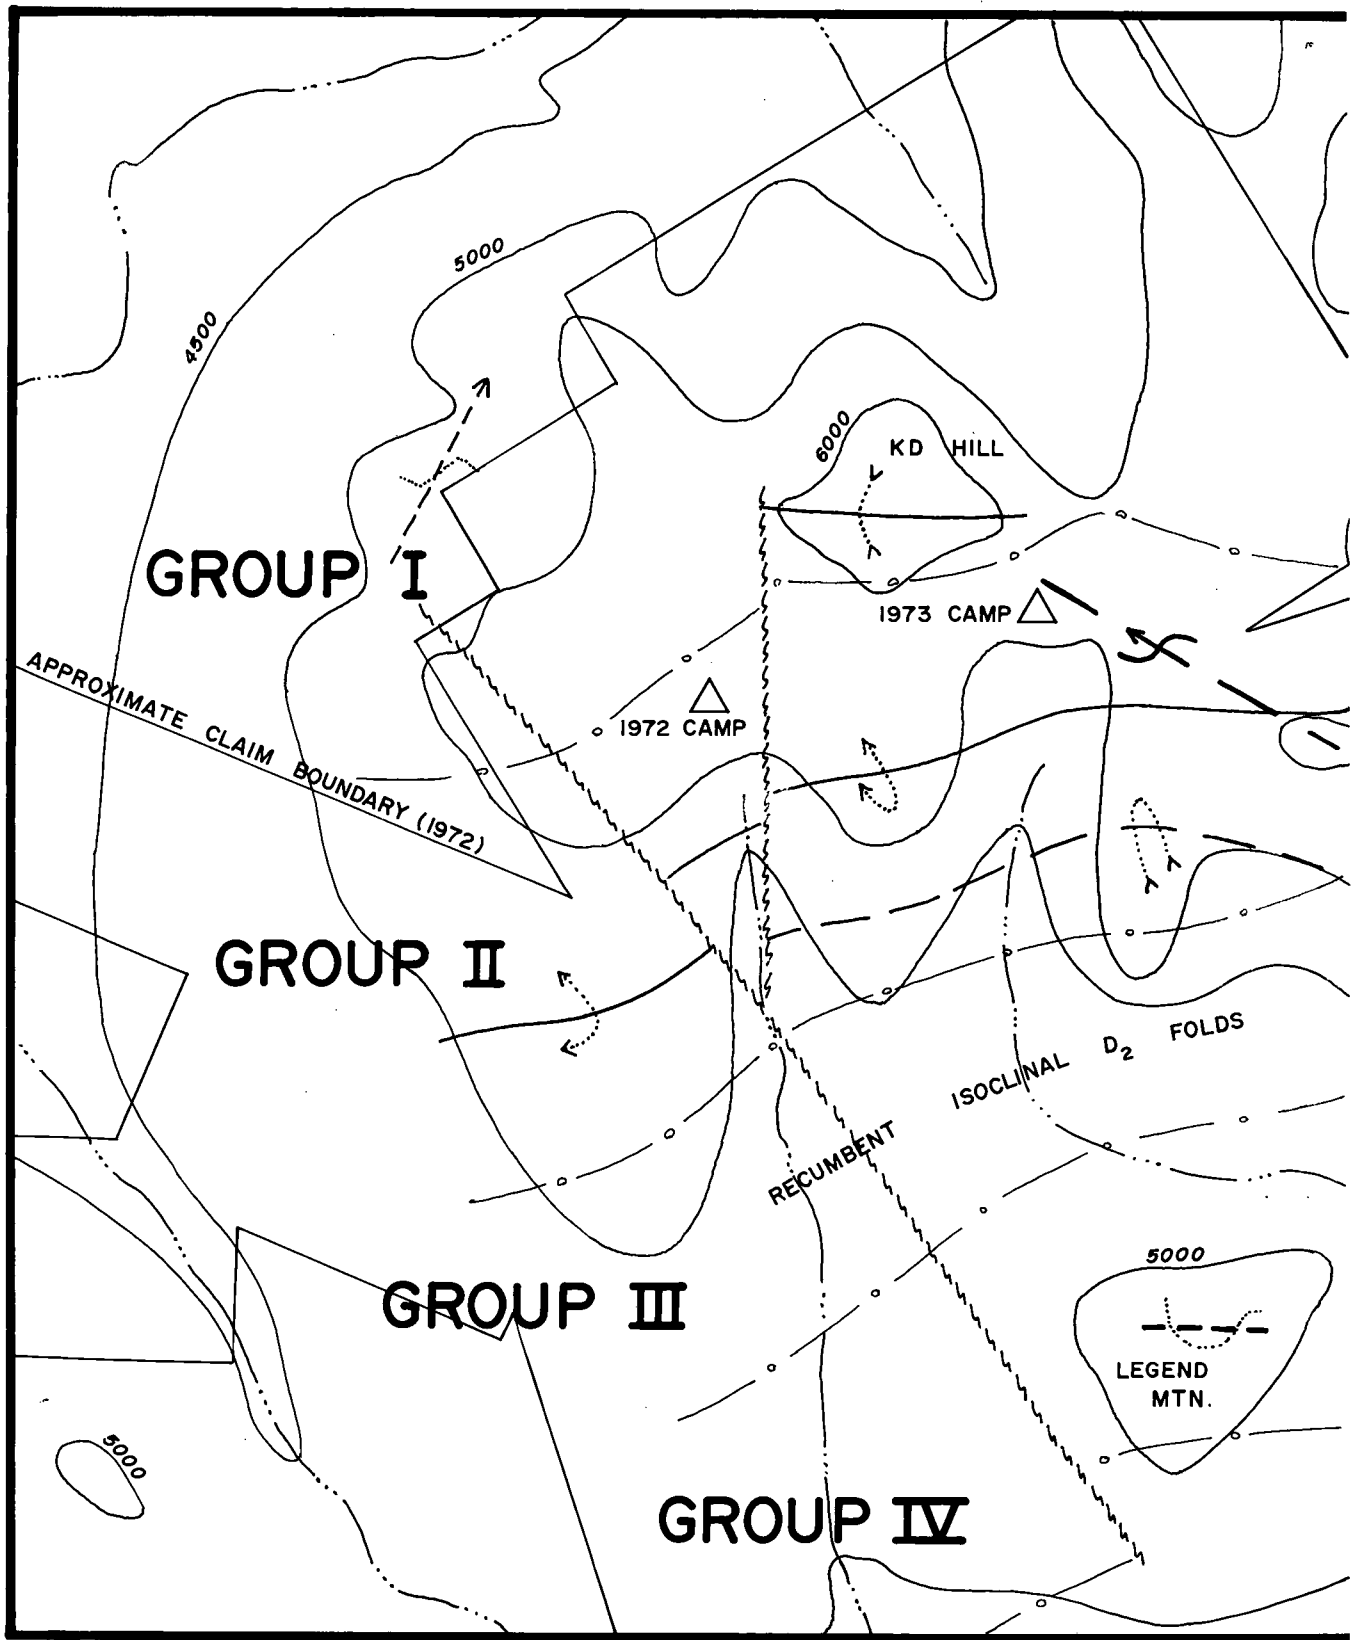 5000
4500
6000
KD HILL
GROUP I
1973 CAMP
APPROXIMATE CLAIM BOUNDARY (1972)
1972 CAMP
GROUP II
RECUMBENT ISOCLINAL D2 FOLDS
5000
GROUP III
LEGEND
MTN.
5000
GROUP IV